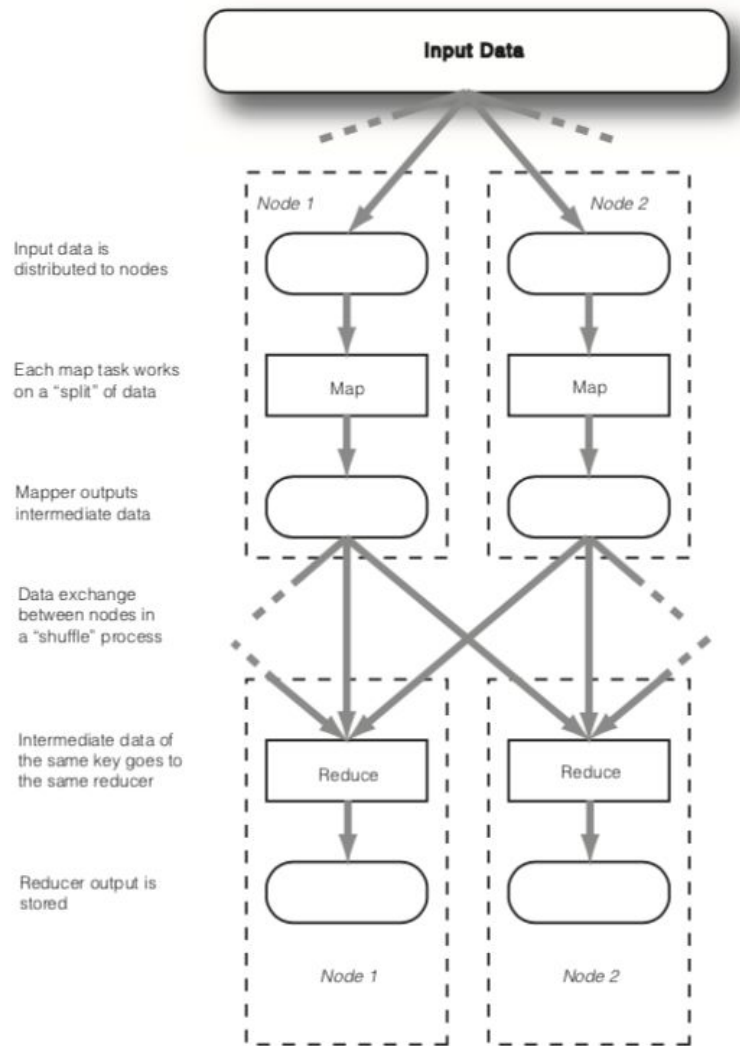 Input Data
Node 1
Node 2
Input data is
distributed to nodes
Each map task works
on a “split” of data
Map
Map
Mapper outputs
intermediate data
Data exchange
between nodes in
a “shuffle” process
Intermediate data of
the same key goes to
the same reducer
Reduce
Reduce
Reducer output is
stored
Node 1
Node 2